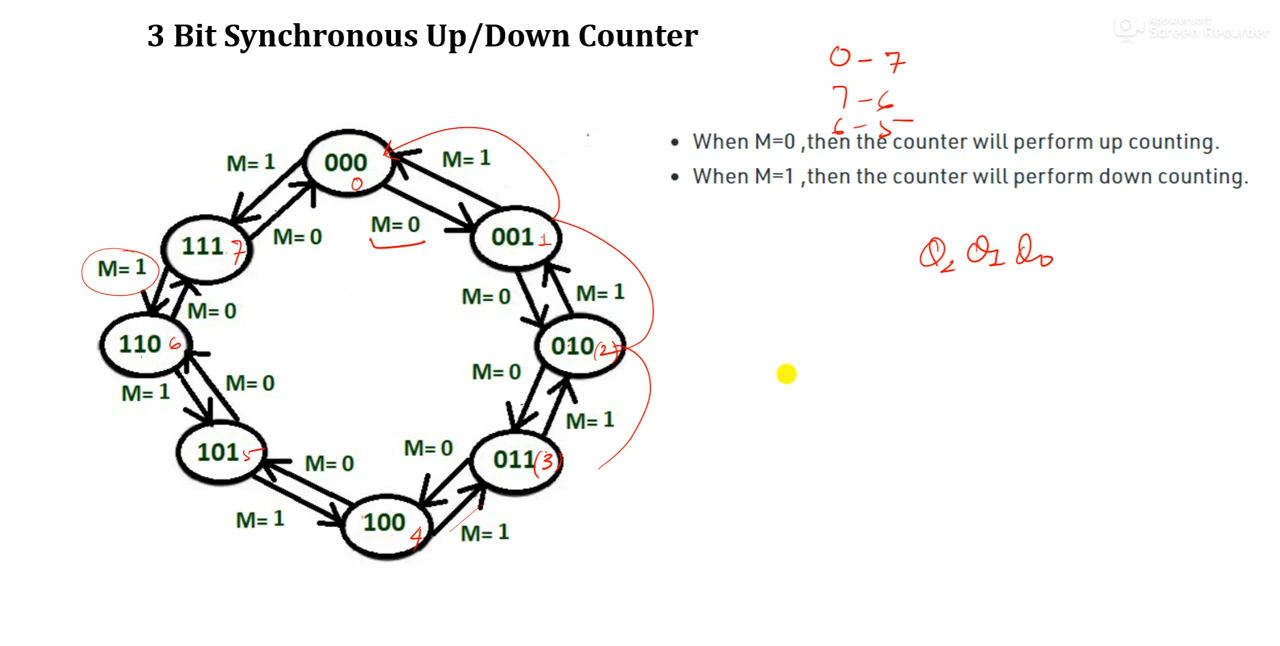 3 Bit Synchronous Up/Down Counter
Apowersoft
Screen Recorder
0 - 7
7 - 6
6 - 5
• When M=0 ,then the counter will perform up counting.
• When M=1 ,then the counter will perform down counting.
Q2 Q1 Q0
M= 1
000
0
M= 1
M= 0
M= 0
111 7
001 1
M= 1
M= 0
M= 0
M= 1
110 6
010 (2)
M= 1
M= 0
M= 0
M= 1
101 5
M= 0
M= 0
011 (3)
M= 1
100 4
M= 1